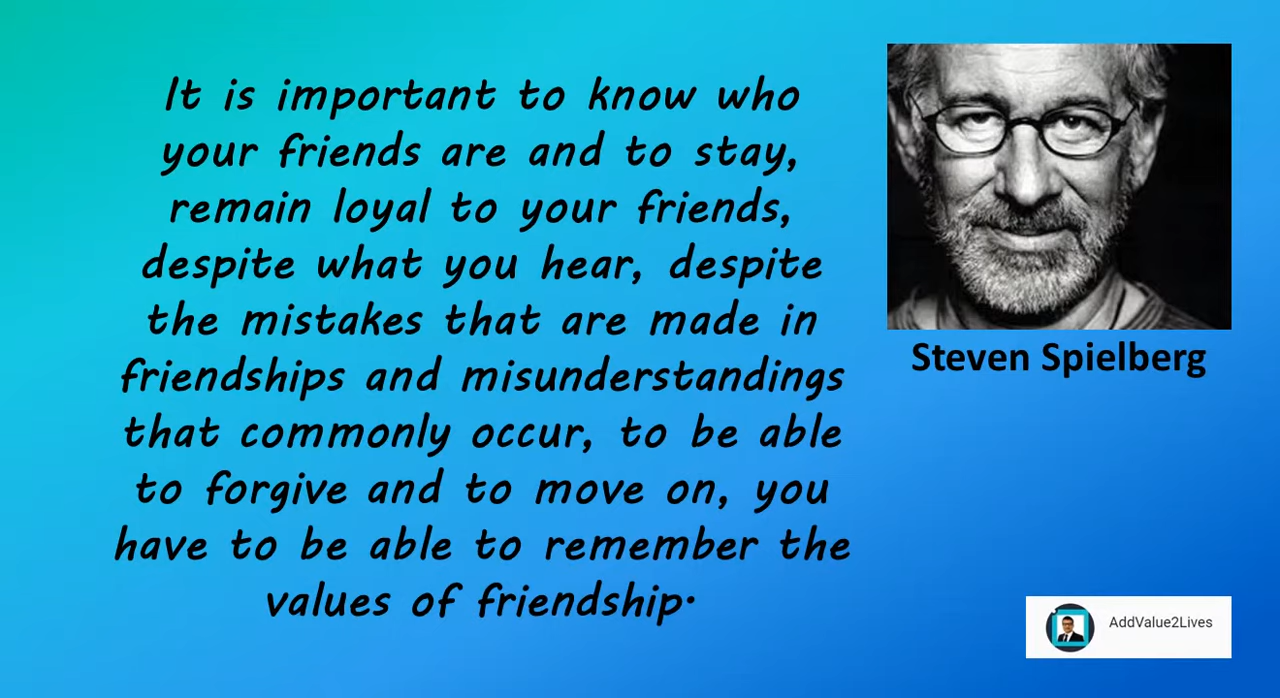 It is important to know who
your friends are and to stay,
remain loyal to your friends,
despite what you hear, despite
the mistakes that are made in
friendships and misunderstandings
that commonly occur, to be able
to forgive and to move on, you
have to be able to remember the
values of friendship.
Steven Spielberg
AddValue2Lives